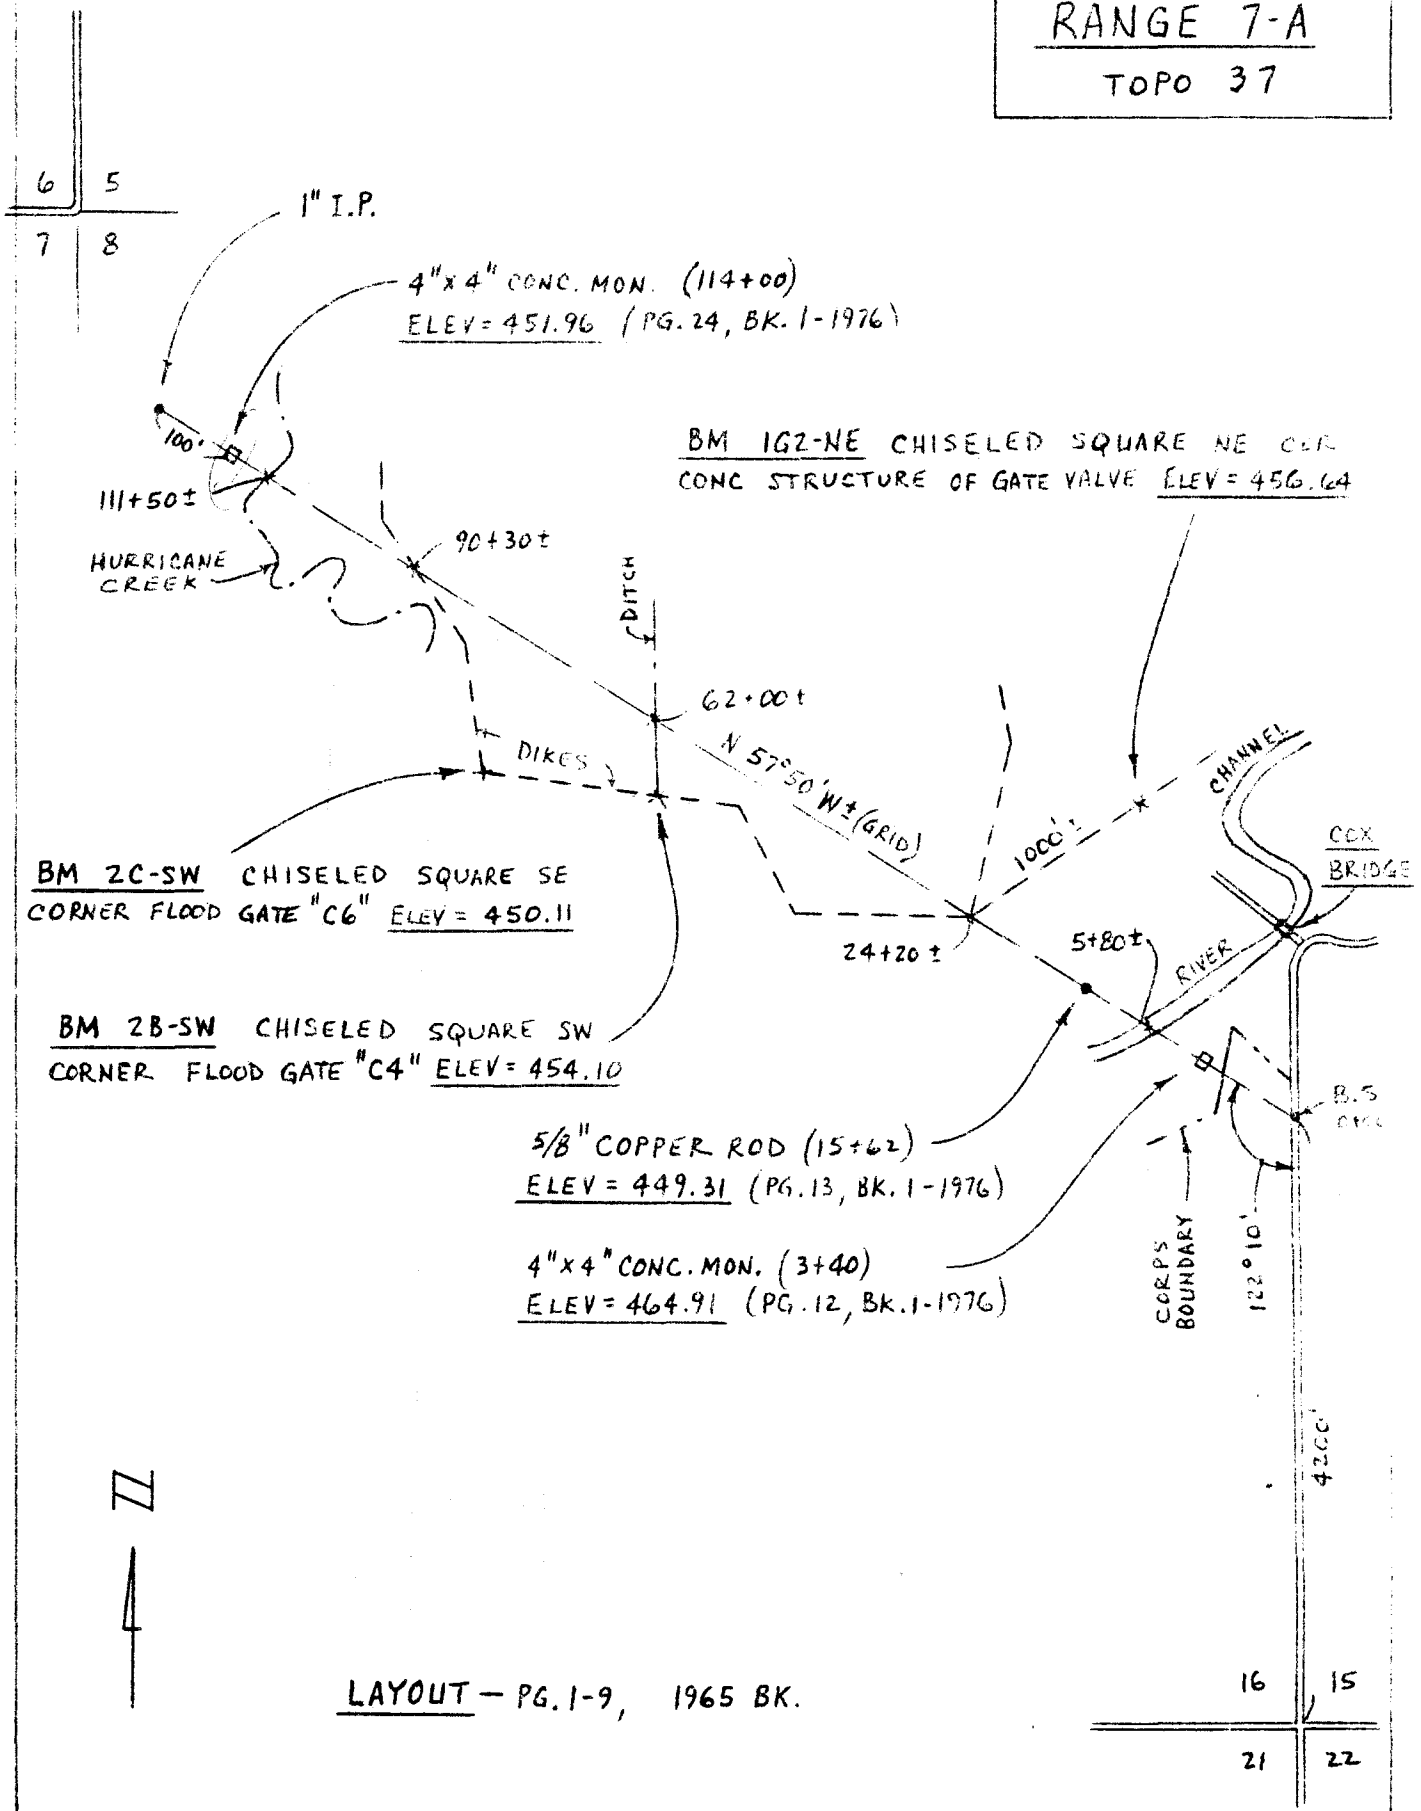 RANGE 7-A
TOPO 37
6 5
7 8
1" I.P.
4"x4" CONC. MON. (114+00)
ELEV = 451.96 (PG. 24, BK. 1-1976)
100'
111+50±
HURRICANE
CREEK
90+30±
BM 1G2-NE CHISELED SQUARE NE COR
CONC STRUCTURE OF GATE VALVE ELEV = 456.64
DITCH
62+00±
N 57°50'W±(GRID)
DIKES
1000'±
CHANNEL
COX
BRIDGE
BM 2C-SW CHISELED SQUARE SE
CORNER FLOOD GATE "C6" ELEV = 450.11
24+20±
5+80±
RIVER
BM 2B-SW CHISELED SQUARE SW
CORNER FLOOD GATE "C4" ELEV = 454.10
B.S
5/8" COPPER ROD (15+62)
ELEV = 449.31 (PG. 13, BK. 1-1976)
4"x4" CONC. MON. (3+40)
ELEV = 464.91 (PG. 12, BK. 1-1976)
CORPS
BOUNDARY
122°10'
4200'
N
LAYOUT — PG. 1-9, 1965 BK.
16 15
21 22